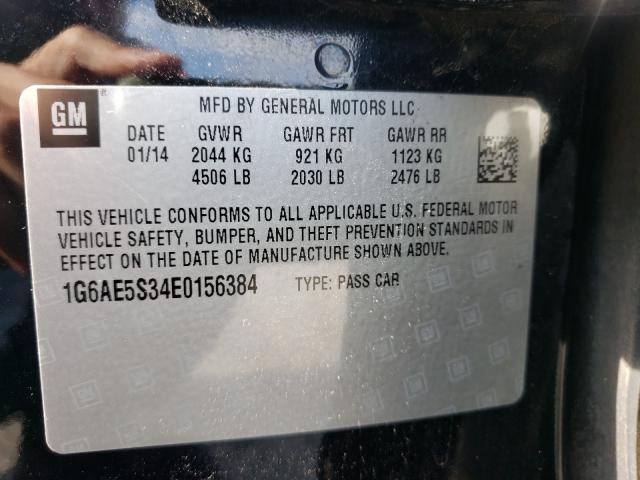 GM
MFD BY GENERAL MOTORS LLC
DATE GVWR GAWR FRT GAWR RR
01/14 2044 KG 921 KG 1123 KG
4506 LB 2030 LB 2476 LB
THIS VEHICLE CONFORMS TO ALL APPLICABLE U.S. FEDERAL MOTOR
VEHICLE SAFETY, BUMPER, AND THEFT PREVENTION STANDARDS IN
EFFECT ON THE DATE OF MANUFACTURE SHOWN ABOVE.
1G6AE5S34E0156384 TYPE: PASS CAR